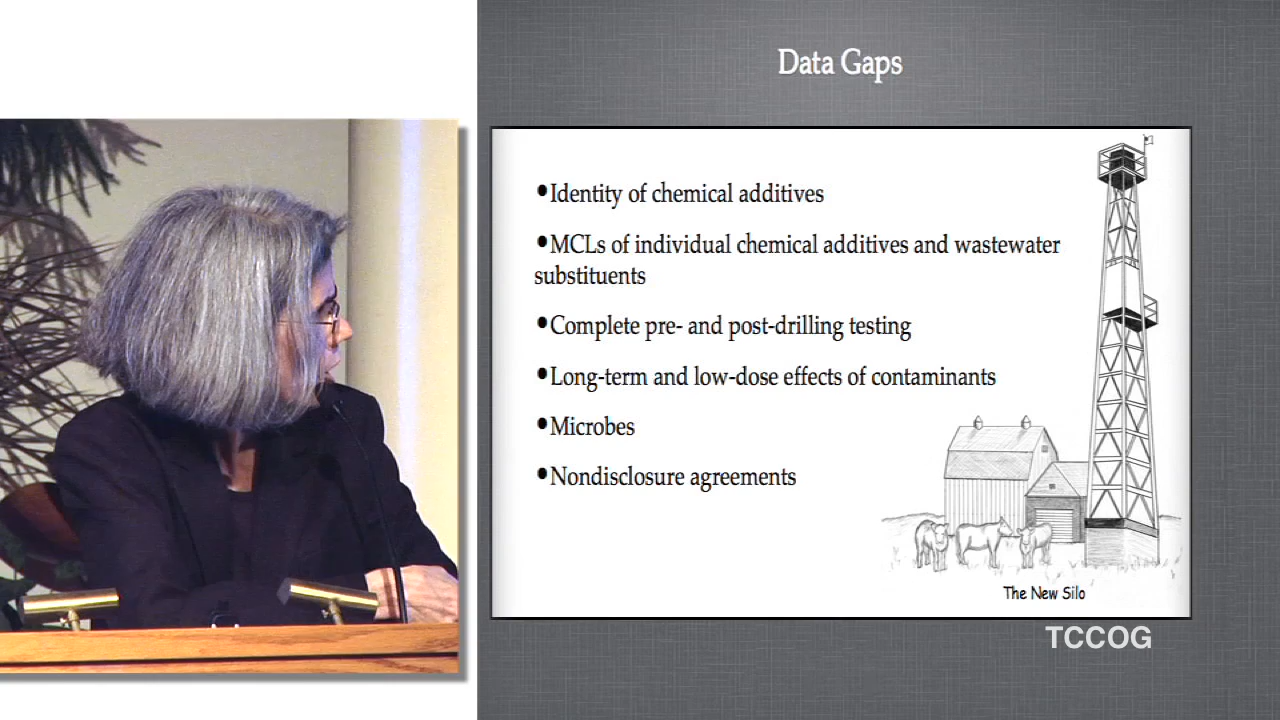 Data Gaps
•Identity of chemical additives
•MCLs of individual chemical additives and wastewater
substituents
•Complete pre- and post-drilling testing
•Long-term and low-dose effects of contaminants
•Microbes
•Nondisclosure agreements
The New Silo
TCCOG